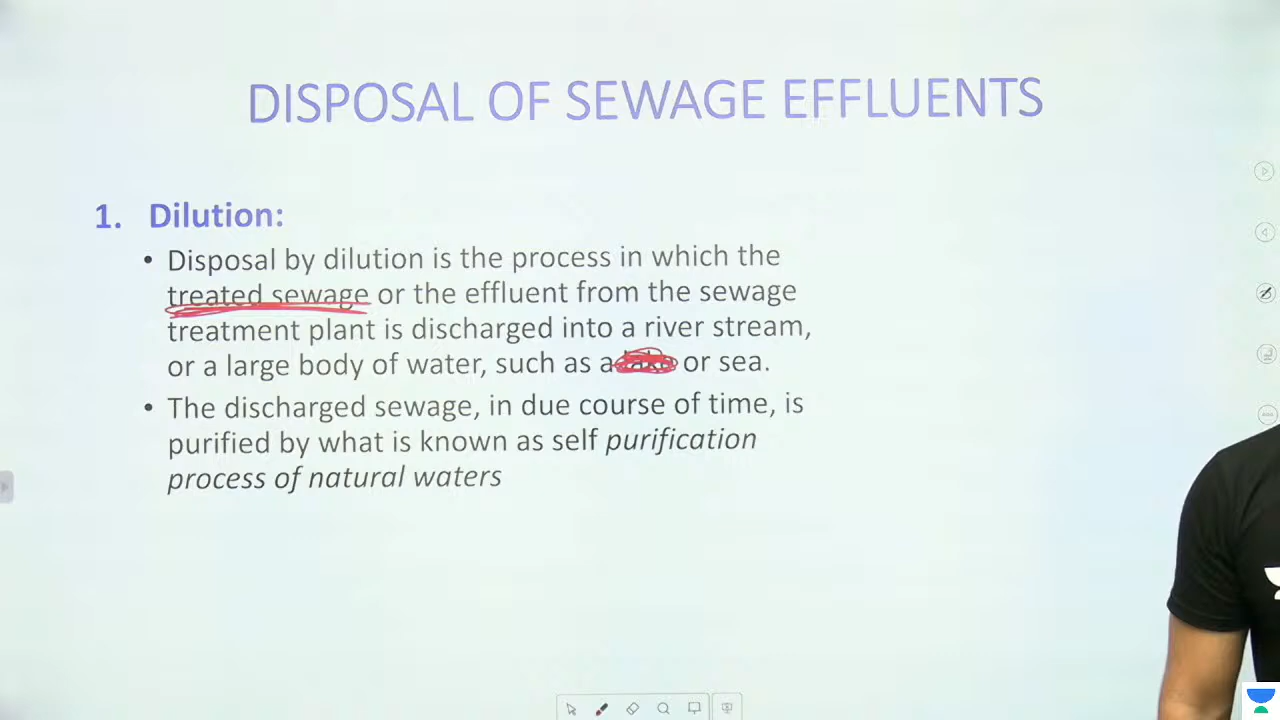 DISPOSAL OF SEWAGE EFFLUENTS
1. Dilution:
• Disposal by dilution is the process in which the
treated sewage or the effluent from the sewage
treatment plant is discharged into a river stream,
or a large body of water, such as a or sea.
• The discharged sewage, in due course of time, is
purified by what is known as self purification
process of natural waters